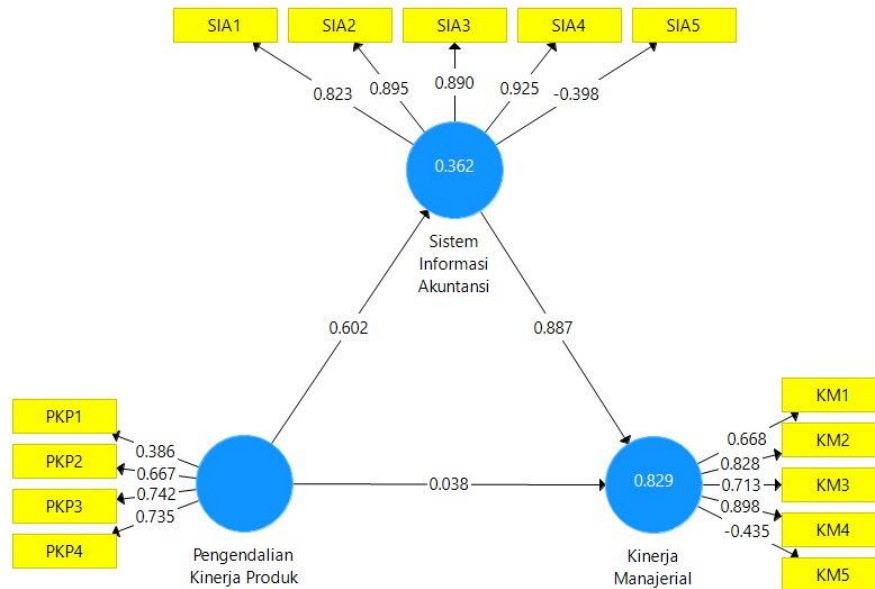 SIA1 SIA2 SIA3 SIA4 SIA5
0.823 0.895 0.890 0.925 -0.398
0.362
Sistem
Informasi
Akuntansi
0.602 0.887
PKP1
PKP2
PKP3
PKP4
0.386
0.667
0.742
0.735
Pengendalian
Kinerja Produk
0.038
0.829
Kinerja
Manajerial
0.668
0.828
0.713
0.898
-0.435
KM1
KM2
KM3
KM4
KM5